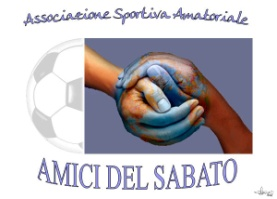 Associazione Sportiva Amatoriale
AMICI DEL SABATO